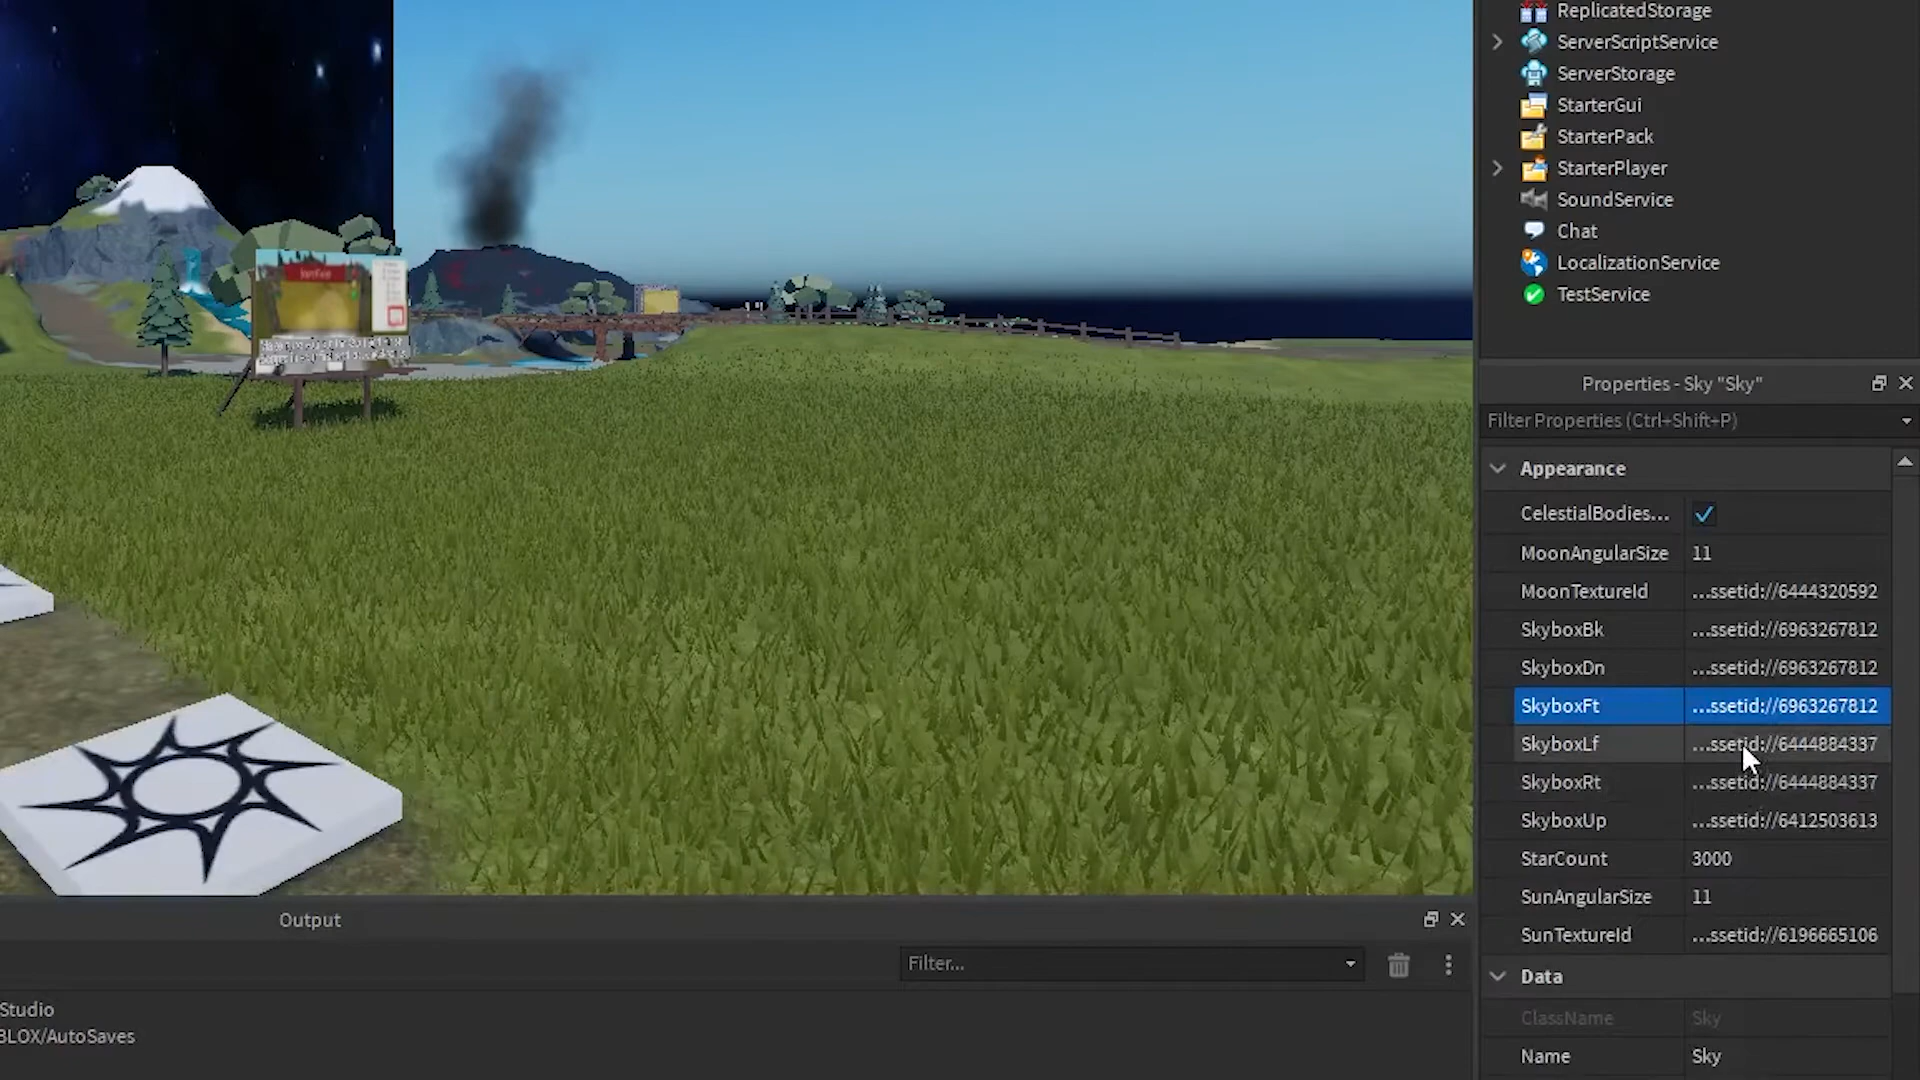 ReplicatedStorage
ServerScriptService
ServerStorage
StarterGui
StarterPack
StarterPlayer
SoundService
Chat
LocalizationService
TestService
Properties - Sky "Sky"
Filter Properties (Ctrl+Shift+P)
Appearance
CelestialBodies...
MoonAngularSize 11
MoonTextureId ...ssetid://6444320592
SkyboxBk ...ssetid://6963267812
SkyboxDn ...ssetid://6963267812
SkyboxFt ...ssetid://6963267812
SkyboxLf ...ssetid://6444884337
SkyboxRt ...ssetid://6444884337
SkyboxUp ...ssetid://6412503613
StarCount 3000
SunAngularSize 11
SunTextureId ...ssetid://6196665106
Data
ClassName Sky
Name Sky
Output
Filter...
Studio
BLOX/AutoSaves